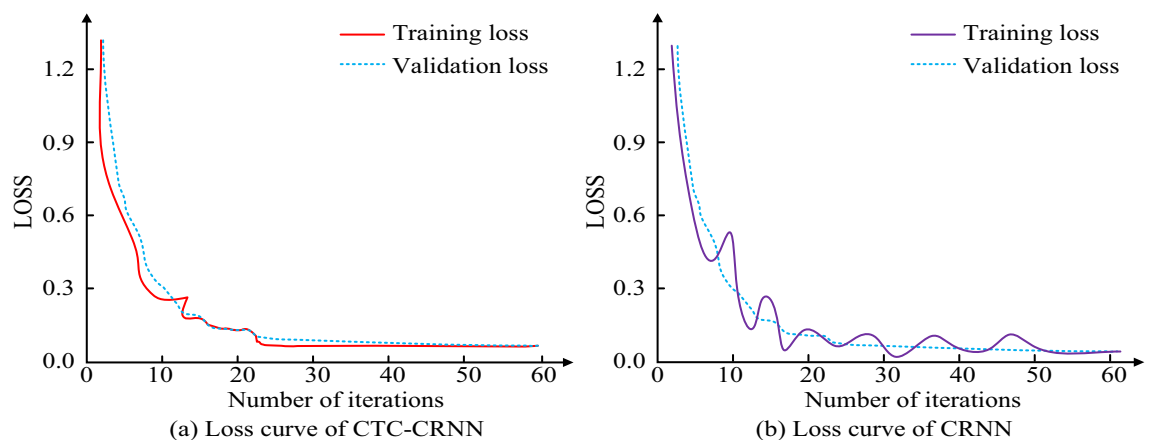 Training loss
Validation loss
1.2
0.9
0.6
0.3
0.0
LOSS
0 10 20 30 40 50 60
Number of iterations
(a) Loss curve of CTC-CRNN
Training loss
Validation loss
1.2
0.9
0.6
0.3
0.0
LOSS
0 10 20 30 40 50 60
Number of iterations
(b) Loss curve of CRNN